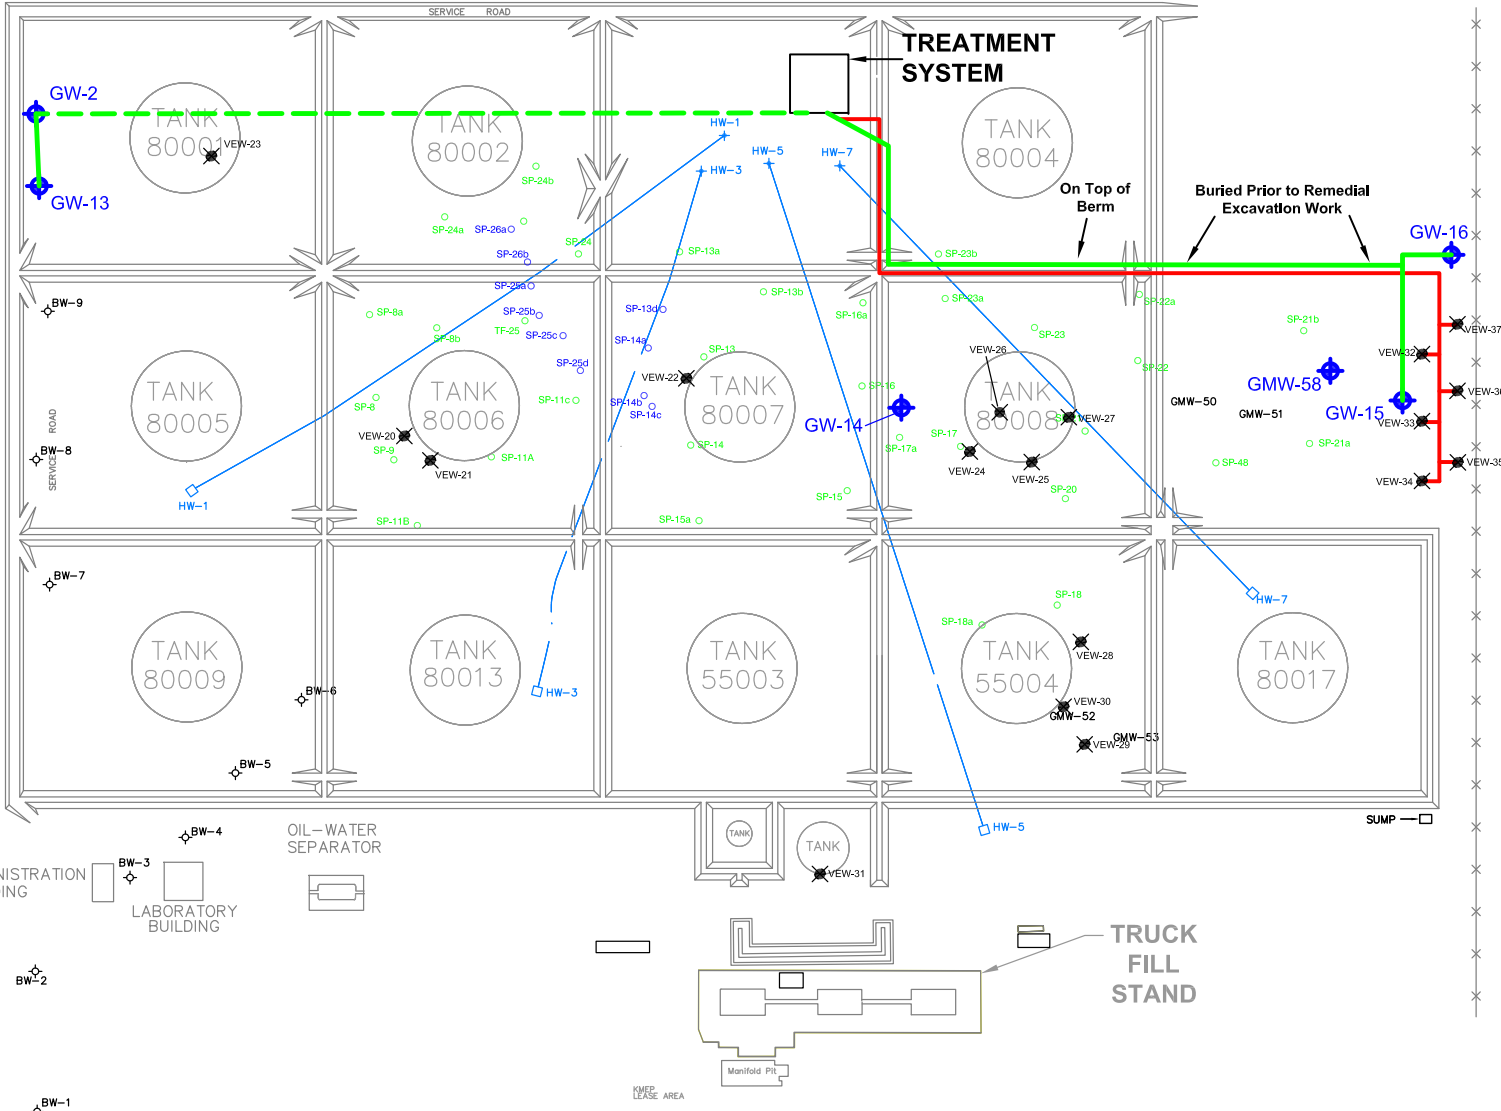 SERVICE ROAD
TREATMENT
SYSTEM
GW-2
TANK
80001
VEW-23
GW-13
TANK
80002
HW-1
HW-3
HW-5
HW-7
TANK
80004
On Top of
Berm
Buried Prior to Remedial
Excavation Work
GW-16
SP-24b
SP-24a
SP-26a
SP-24
SP-26b
SP-13a
SP-23b
BW-9
SP-8a
SP-8b
SP-25a
SP-25b
TF-25
SP-25c
SP-25d
SP-13d
SP-14a
SP-13b
SP-13
SP-16a
SP-23a
SP-23
SP-22a
SP-22
SP-21b
VEW-37
VEW-32
VEW-36
GMW-58
GMW-50
GMW-51
GW-15
VEW-33
VEW-35
VEW-34
SP-21a
SP-48
TANK
80005
TANK
80006
TANK
80007
TANK
80008
SERVICE ROAD
SP-8
VEW-20
SP-9
VEW-21
SP-11c
SP-11A
SP-11B
VEW-22
SP-14b
SP-14c
SP-14
SP-15
SP-15a
SP-16
GW-14
SP-17a
SP-17
VEW-26
VEW-27
VEW-24
VEW-25
SP-20
BW-8
HW-1
BW-7
TANK
80009
TANK
80013
TANK
55003
TANK
55004
TANK
80017
SP-18
SP-18a
VEW-28
VEW-30
GMW-52
GMW-53
VEW-29
HW-7
HW-3
BW-6
BW-5
HW-5
SUMP
BW-4
BW-3
NISTRATION
ING
LABORATORY
BUILDING
OIL-WATER
SEPARATOR
TANK
TANK
VEW-31
BW-2
TRUCK
FILL
STAND
Manifold Pit
KMEP
LEASE AREA
BW-1